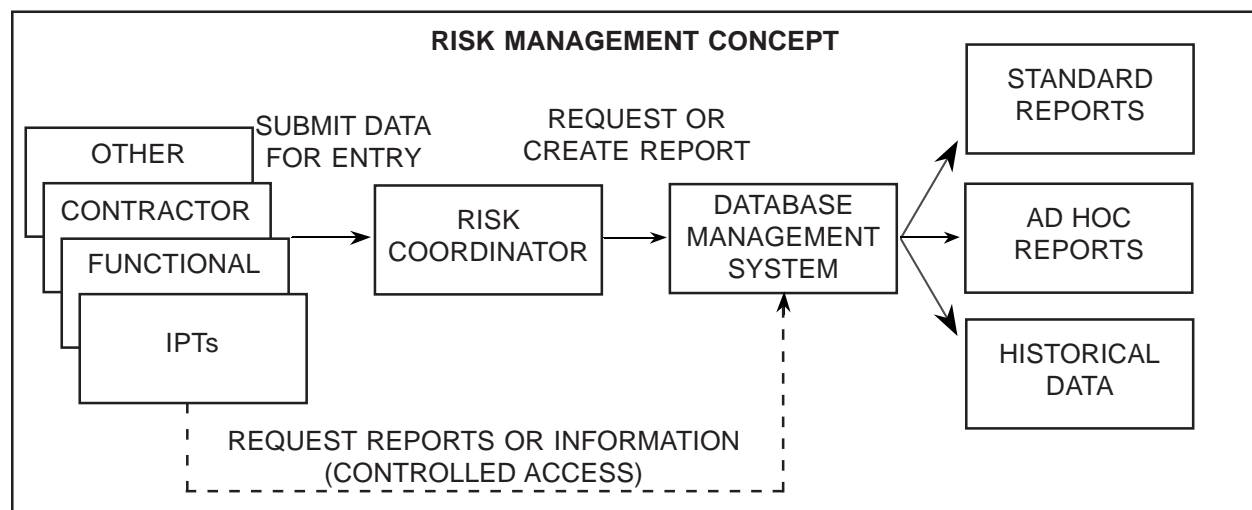 RISK MANAGEMENT CONCEPT
OTHER
CONTRACTOR
FUNCTIONAL
IPTs
SUBMIT DATA
FOR ENTRY
RISK
COORDINATOR
REQUEST OR
CREATE REPORT
DATABASE
MANAGEMENT
SYSTEM
STANDARD
REPORTS
AD HOC
REPORTS
HISTORICAL
DATA
REQUEST REPORTS OR INFORMATION
(CONTROLLED ACCESS)